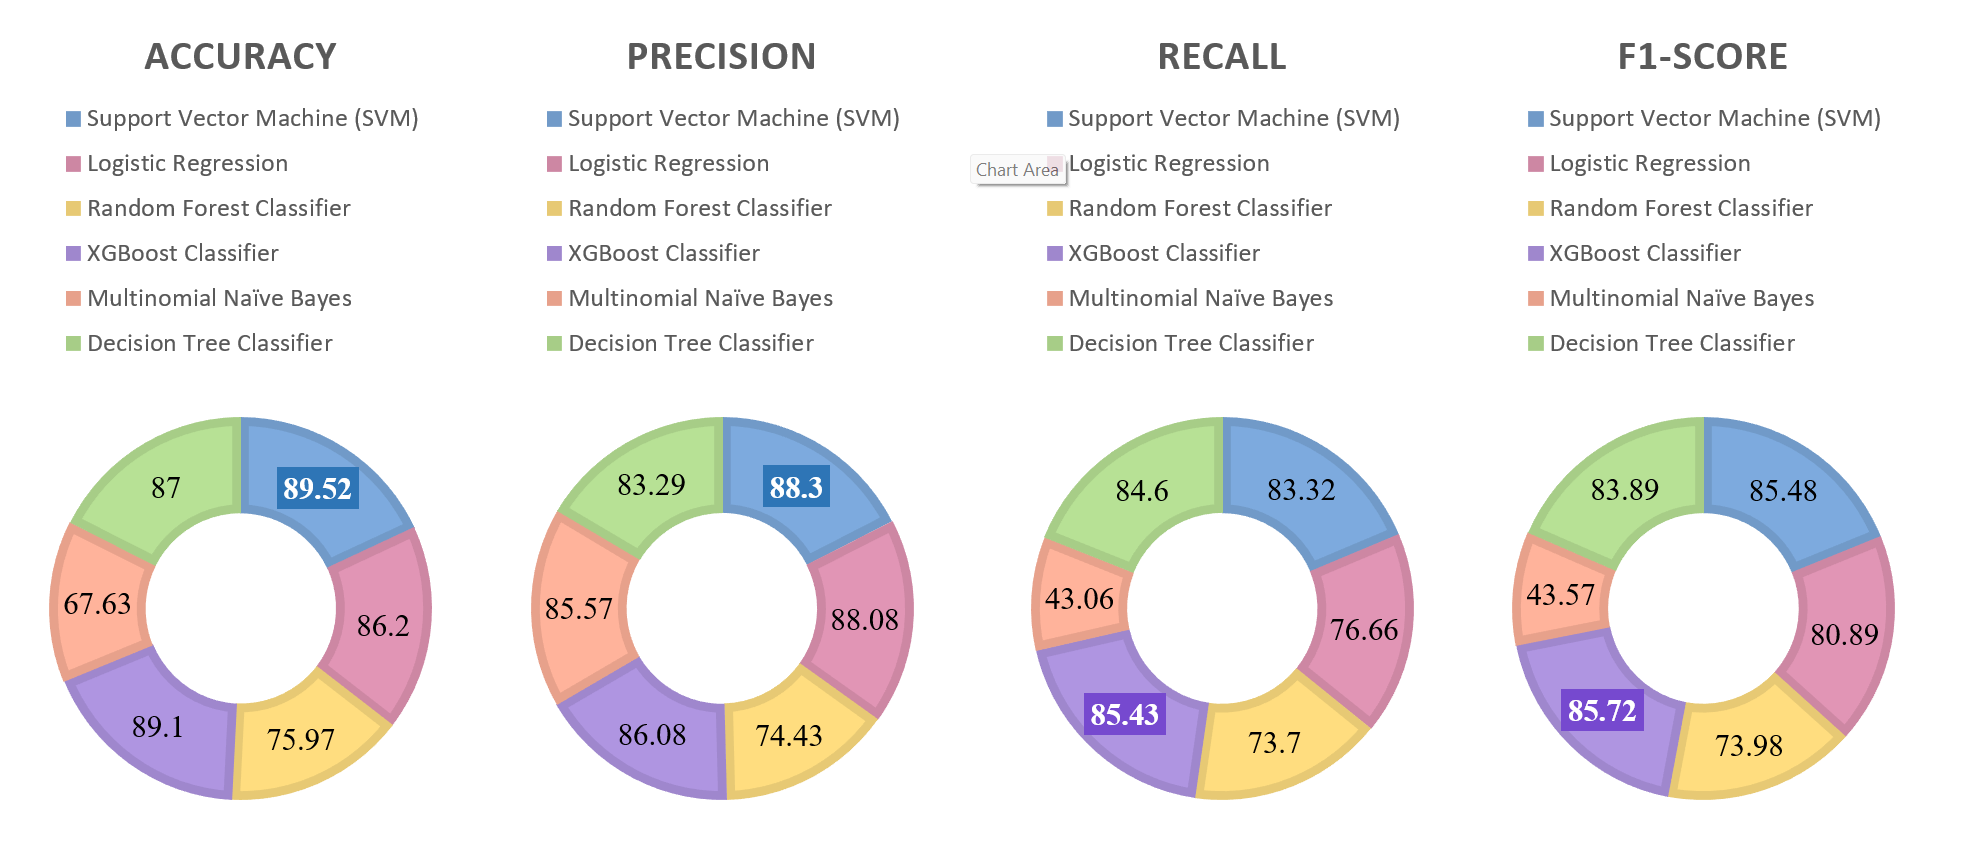 ACCURACY
Support Vector Machine (SVM)
Logistic Regression
Random Forest Classifier
XGBoost Classifier
Multinomial Naïve Bayes
Decision Tree Classifier
87
89.52
67.63
86.2
89.1
75.97
PRECISION
Support Vector Machine (SVM)
Logistic Regression
Random Forest Classifier
XGBoost Classifier
Multinomial Naïve Bayes
Decision Tree Classifier
83.29
88.3
85.57
88.08
86.08
74.43
RECALL
Support Vector Machine (SVM)
Chart Area
Logistic Regression
Random Forest Classifier
XGBoost Classifier
Multinomial Naïve Bayes
Decision Tree Classifier
84.6
83.32
43.06
76.66
85.43
73.7
F1-SCORE
Support Vector Machine (SVM)
Logistic Regression
Random Forest Classifier
XGBoost Classifier
Multinomial Naïve Bayes
Decision Tree Classifier
83.89
85.48
43.57
80.89
85.72
73.98